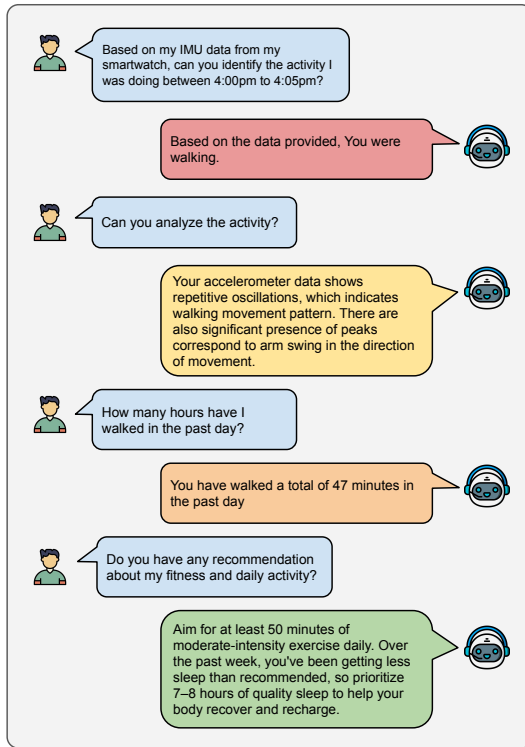 Based on my IMU data from my
smartwatch, can you identify the activity I
was doing between 4:00pm to 4:05pm?
Based on the data provided, You were
walking.
Can you analyze the activity?
Your accelerometer data shows
repetitive oscillations, which indicates
walking movement pattern. There are
also significant presence of peaks
correspond to arm swing in the direction
of movement.
How many hours have I
walked in the past day?
You have walked a total of 47 minutes in
the past day
Do you have any recommendation
about my fitness and daily activity?
Aim for at least 50 minutes of
moderate-intensity exercise daily. Over
the past week, you've been getting less
sleep than recommended, so prioritize
7–8 hours of quality sleep to help your
body recover and recharge.